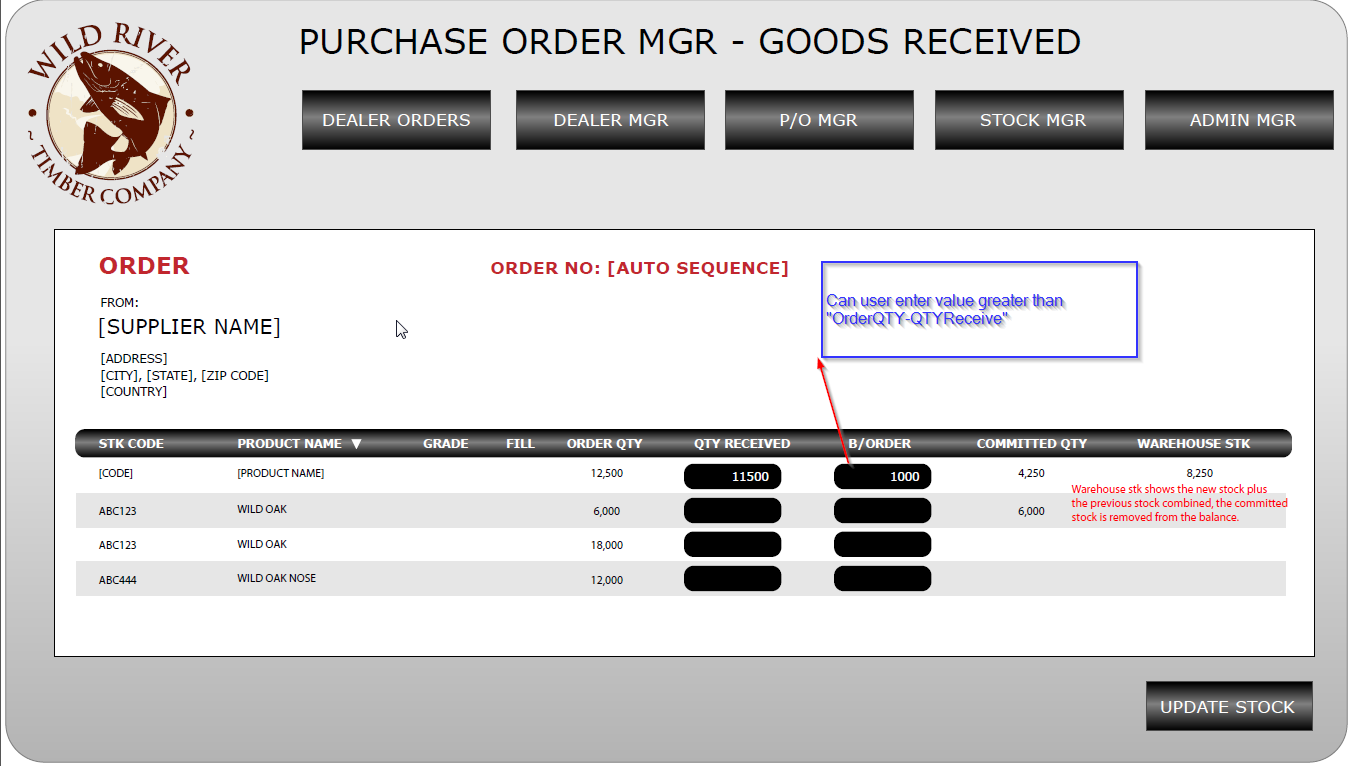 WILD RIVER
~ TIMBER COMPANY ~
PURCHASE ORDER MGR - GOODS RECEIVED
DEALER ORDERS
DEALER MGR
P/O MGR
STOCK MGR
ADMIN MGR
ORDER
ORDER NO: [AUTO SEQUENCE]
FROM:
[SUPPLIER NAME]
[ADDRESS]
[CITY], [STATE], [ZIP CODE]
[COUNTRY]
Can user enter value greater than
"OrderQTY-QTYReceive"
STK CODE PRODUCT NAME ▼ GRADE FILL ORDER QTY QTY RECEIVED B/ORDER COMMITTED QTY WAREHOUSE STK
[CODE] [PRODUCT NAME] 12,500 11500 1000 4,250 8,250
ABC123 WILD OAK 6,000 6,000
Warehouse stk shows the new stock plus
the previous stock combined, the committed
stock is removed from the balance.
ABC123 WILD OAK 18,000
ABC444 WILD OAK NOSE 12,000
UPDATE STOCK